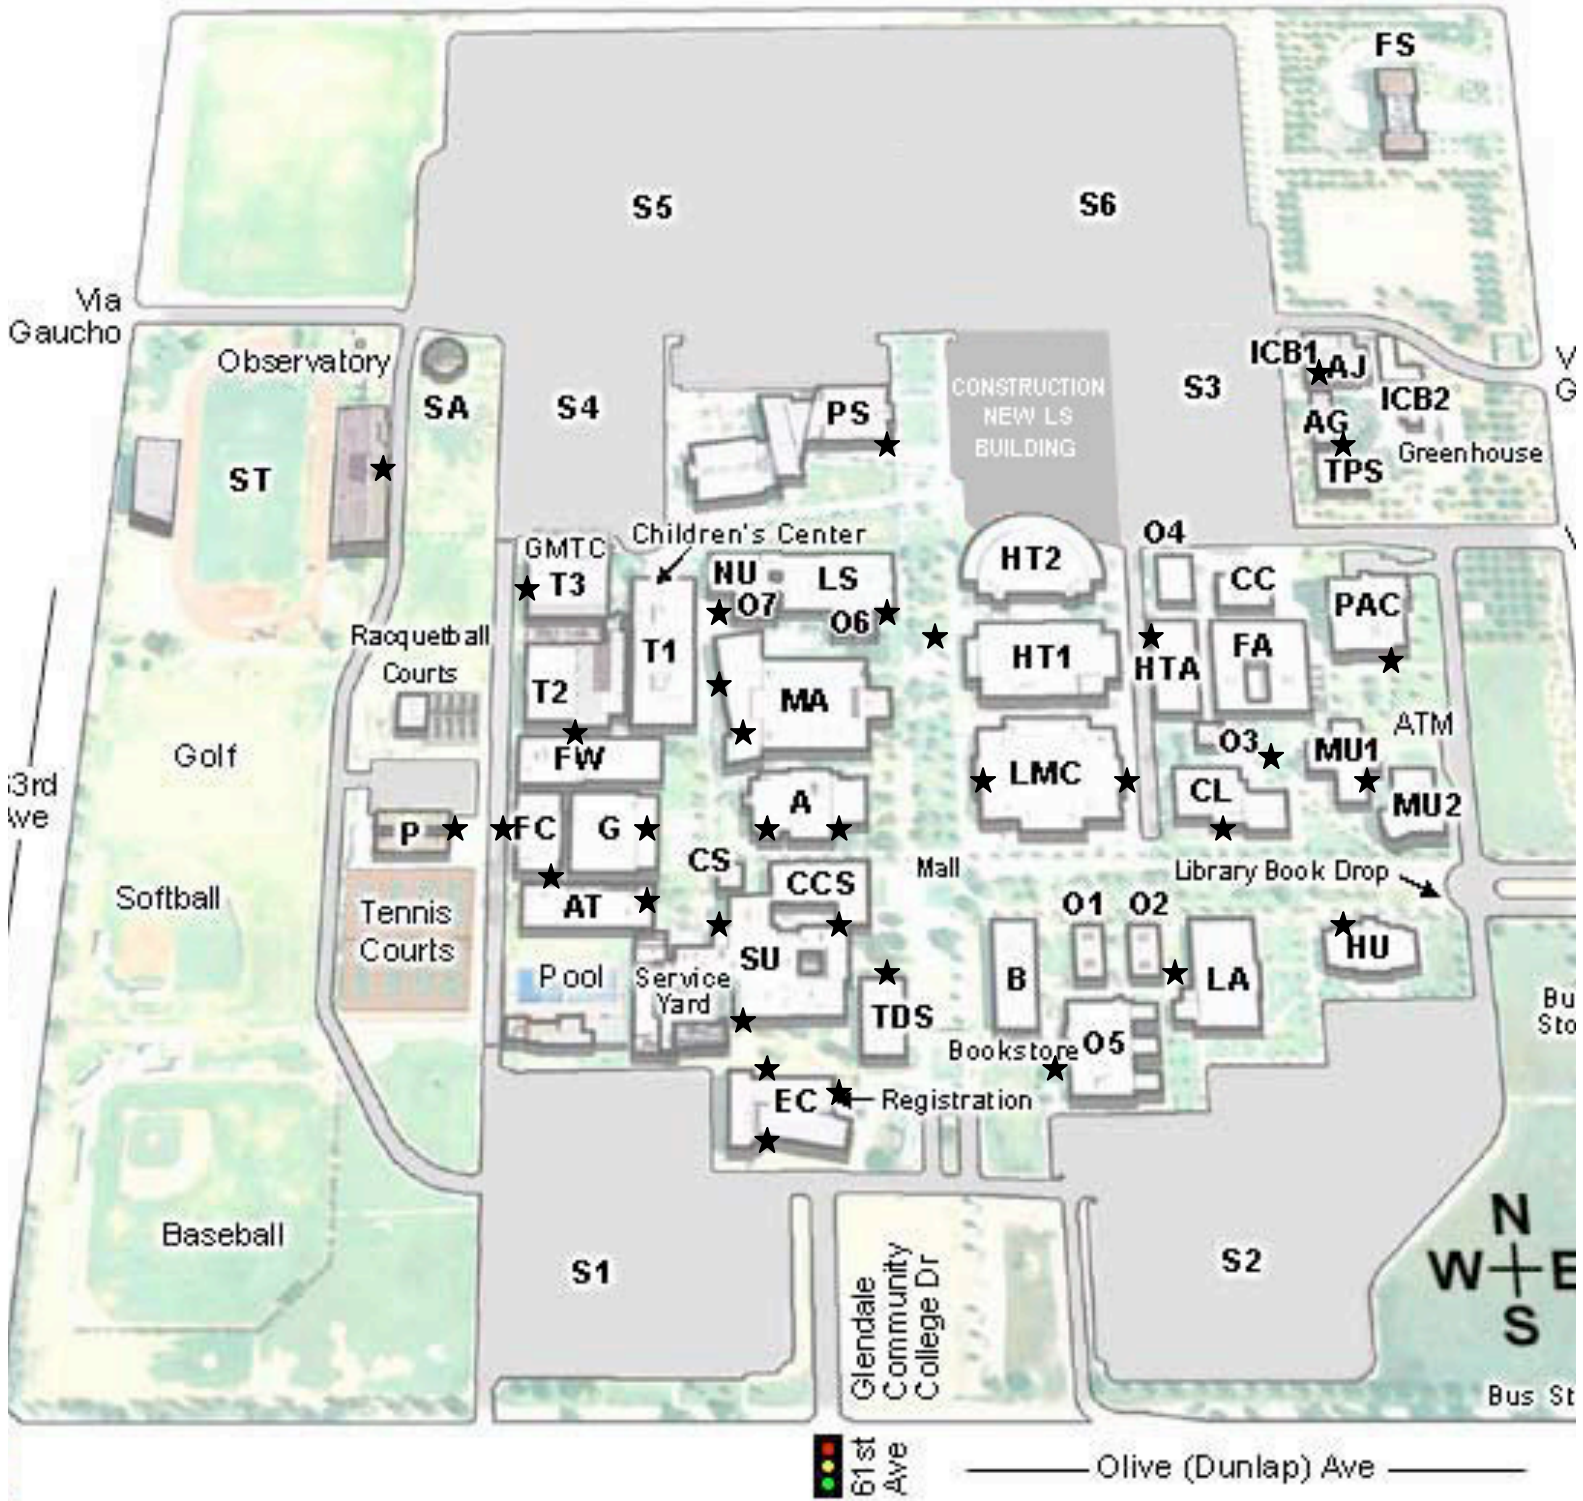 FS
S5
S6
Via
Gaucho
Observatory
SA
S4
PS
CONSTRUCTION
NEW LS
BUILDING
S3
ICB1
AJ
ICB2
AG
Greenhouse
TPS
ST
Children's Center
GMTC
T3
NU
LS
O7
O6
HT2
O4
CC
PAC
Racquetball
Courts
T2
T1
MA
HT1
HTA
FA
Golf
FW
A
LMC
O3
MU1
ATM
CL
MU2
3rd
Ave
P
FC
G
CS
CCS
Mall
Library Book Drop
Softball
Tennis
Courts
AT
SU
O1
O2
HU
Pool
Service
Yard
TDS
B
LA
Bookstore
O5
EC
Registration
Baseball
S1
Glendale
Community
College Dr
S2
N
W
E
S
Bus St
61st
Ave
Olive (Dunlap) Ave